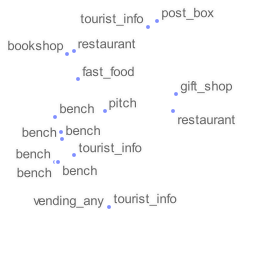 post_box
tourist_info
bookshop
restaurant
fast_food
gift_shop
pitch
bench
restaurant
bench
bench
tourist_info
bench
bench
bench
vending_any
tourist_info